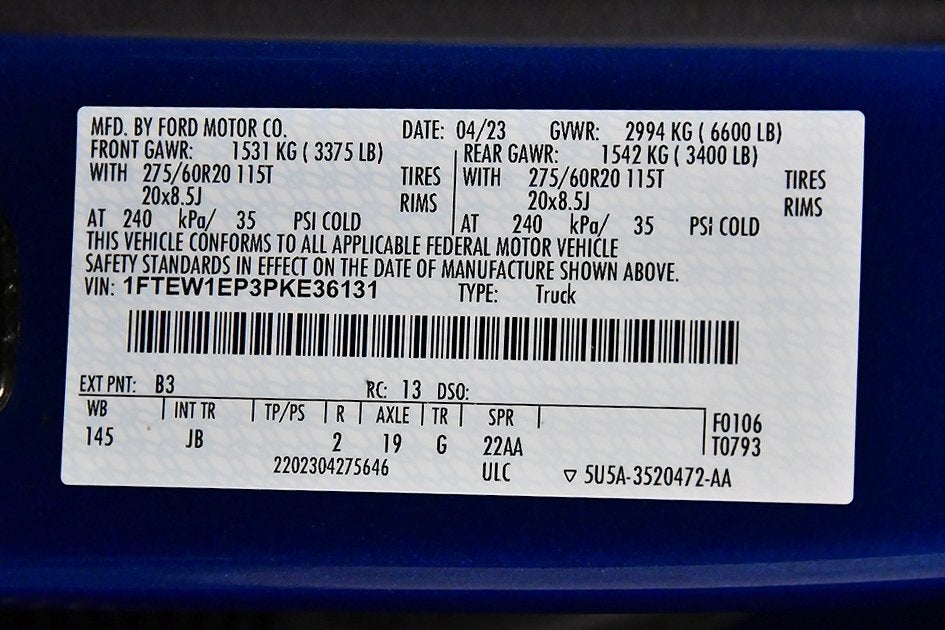 MFD. BY FORD MOTOR CO. DATE: 04/23 GVWR: 2994 KG ( 6600 LB)
FRONT GAWR: 1531 KG ( 3375 LB) REAR GAWR: 1542 KG ( 3400 LB)
WITH 275/60R20 115T TIRES WITH 275/60R20 115T TIRES
20x8.5J RIMS 20x8.5J RIMS
AT 240 kPa/ 35 PSI COLD AT 240 kPa/ 35 PSi COLD
THIS VEHICLE CONFORMS TO ALL APPLICABLE FEDERAL MOTOR VEHICLE
SAFETY STANDARDS IN EFFECT ON THE DATE OF MANUFACTURE SHOWN ABOVE.
VIN: 1FTEW1EP3PKE36131 TYPE: Truck
EXT PNT: B3 RC: 13 DSO:
WB INT TR TP/PS R AXLE TR SPR F0106
145 JB 2 19 G 22AA T0793
2202304275646 ULC ▽ 5U5A-3520472-AA